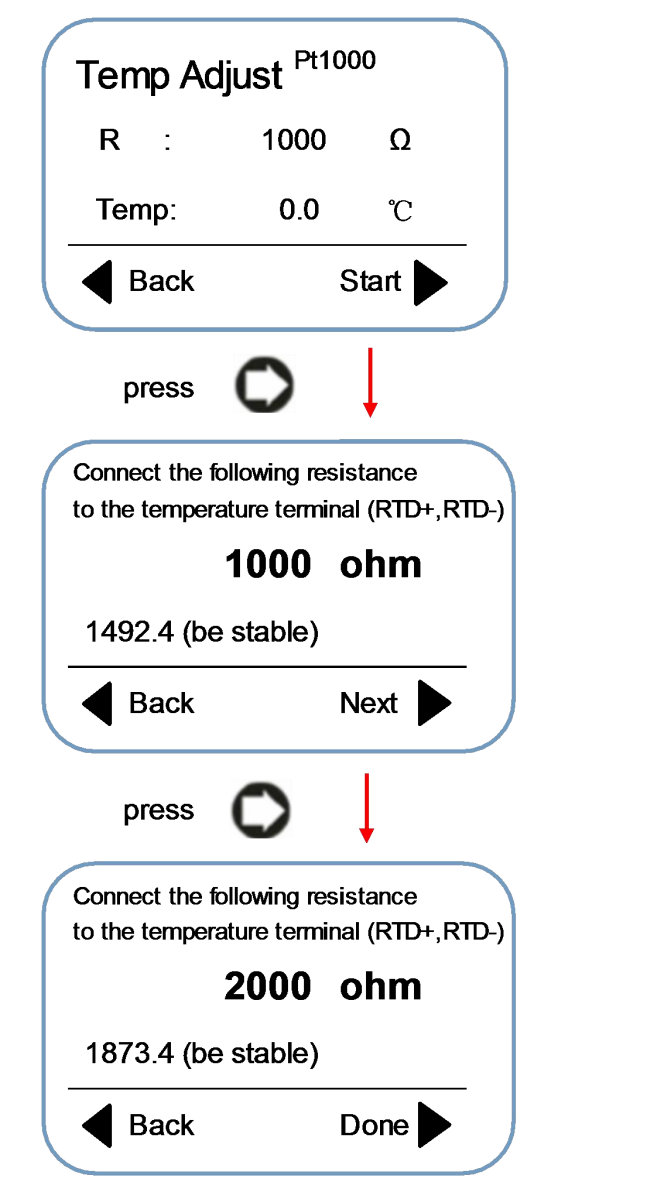 Temp Adjust Pt1000
R : 1000 Ω
Temp: 0.0 ℃
Back Start
press
Connect the following resistance
to the temperature terminal (RTD+,RTD-)
1000 ohm
1492.4 (be stable)
Back Next
press
Connect the following resistance
to the temperature terminal (RTD+,RTD-)
2000 ohm
1873.4 (be stable)
Back Done